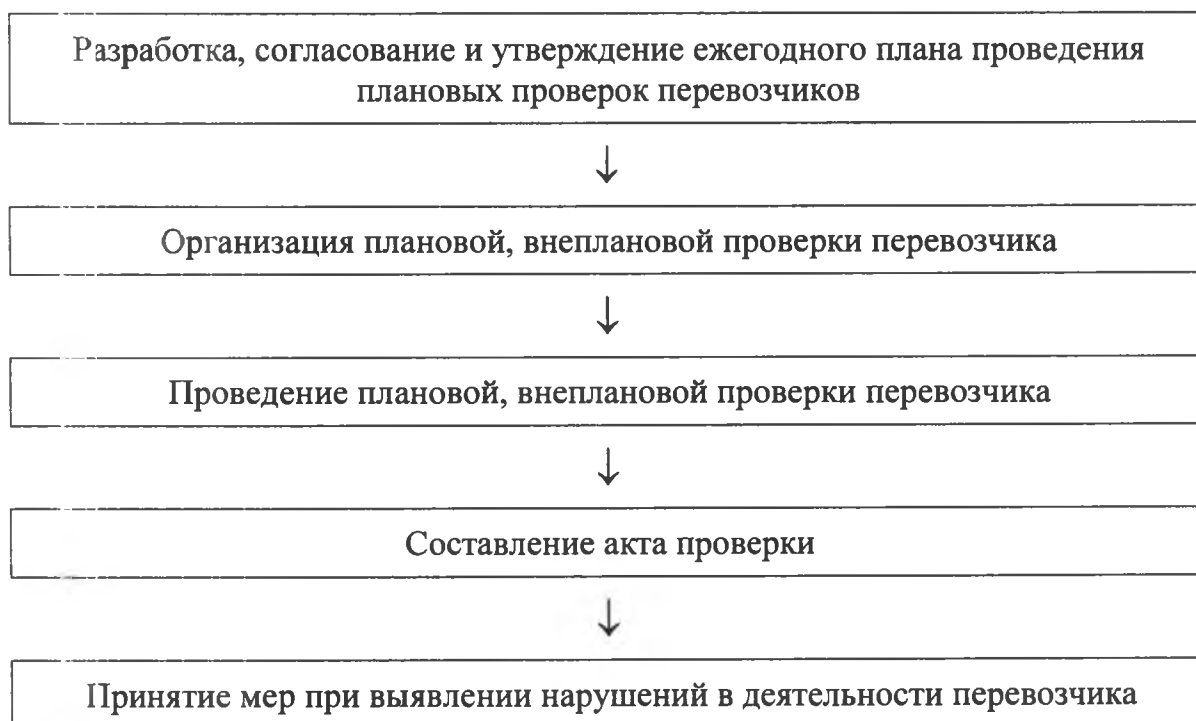 Разработка, согласование и утверждение ежегодного плана проведения
плановых проверок перевозчиков
↓
Организация плановой, внеплановой проверки перевозчика
↓
Проведение плановой, внеплановой проверки перевозчика
↓
Составление акта проверки
↓
Принятие мер при выявлении нарушений в деятельности перевозчика